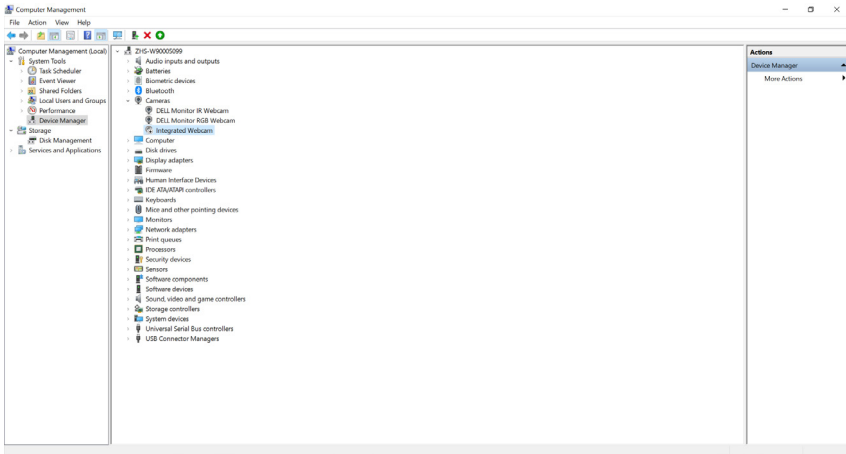 Computer Management
File Action View Help
Computer Management (Local)
System Tools
Task Scheduler
Event Viewer
Shared Folders
Local Users and Groups
Performance
Device Manager
Storage
Disk Management
Services and Applications
ZHS-W90005099
Audio inputs and outputs
Batteries
Biometric devices
Bluetooth
Cameras
DELL Monitor IR Webcam
DELL Monitor RGB Webcam
Integrated Webcam
Computer
Disk drives
Display adapters
Firmware
Human Interface Devices
IDE ATA/ATAPI controllers
Keyboards
Mice and other pointing devices
Monitors
Network adapters
Print queues
Processors
Security devices
Sensors
Software components
Software devices
Sound, video and game controllers
Storage controllers
System devices
Universal Serial Bus controllers
USB Connector Managers
Actions
Device Manager
More Actions